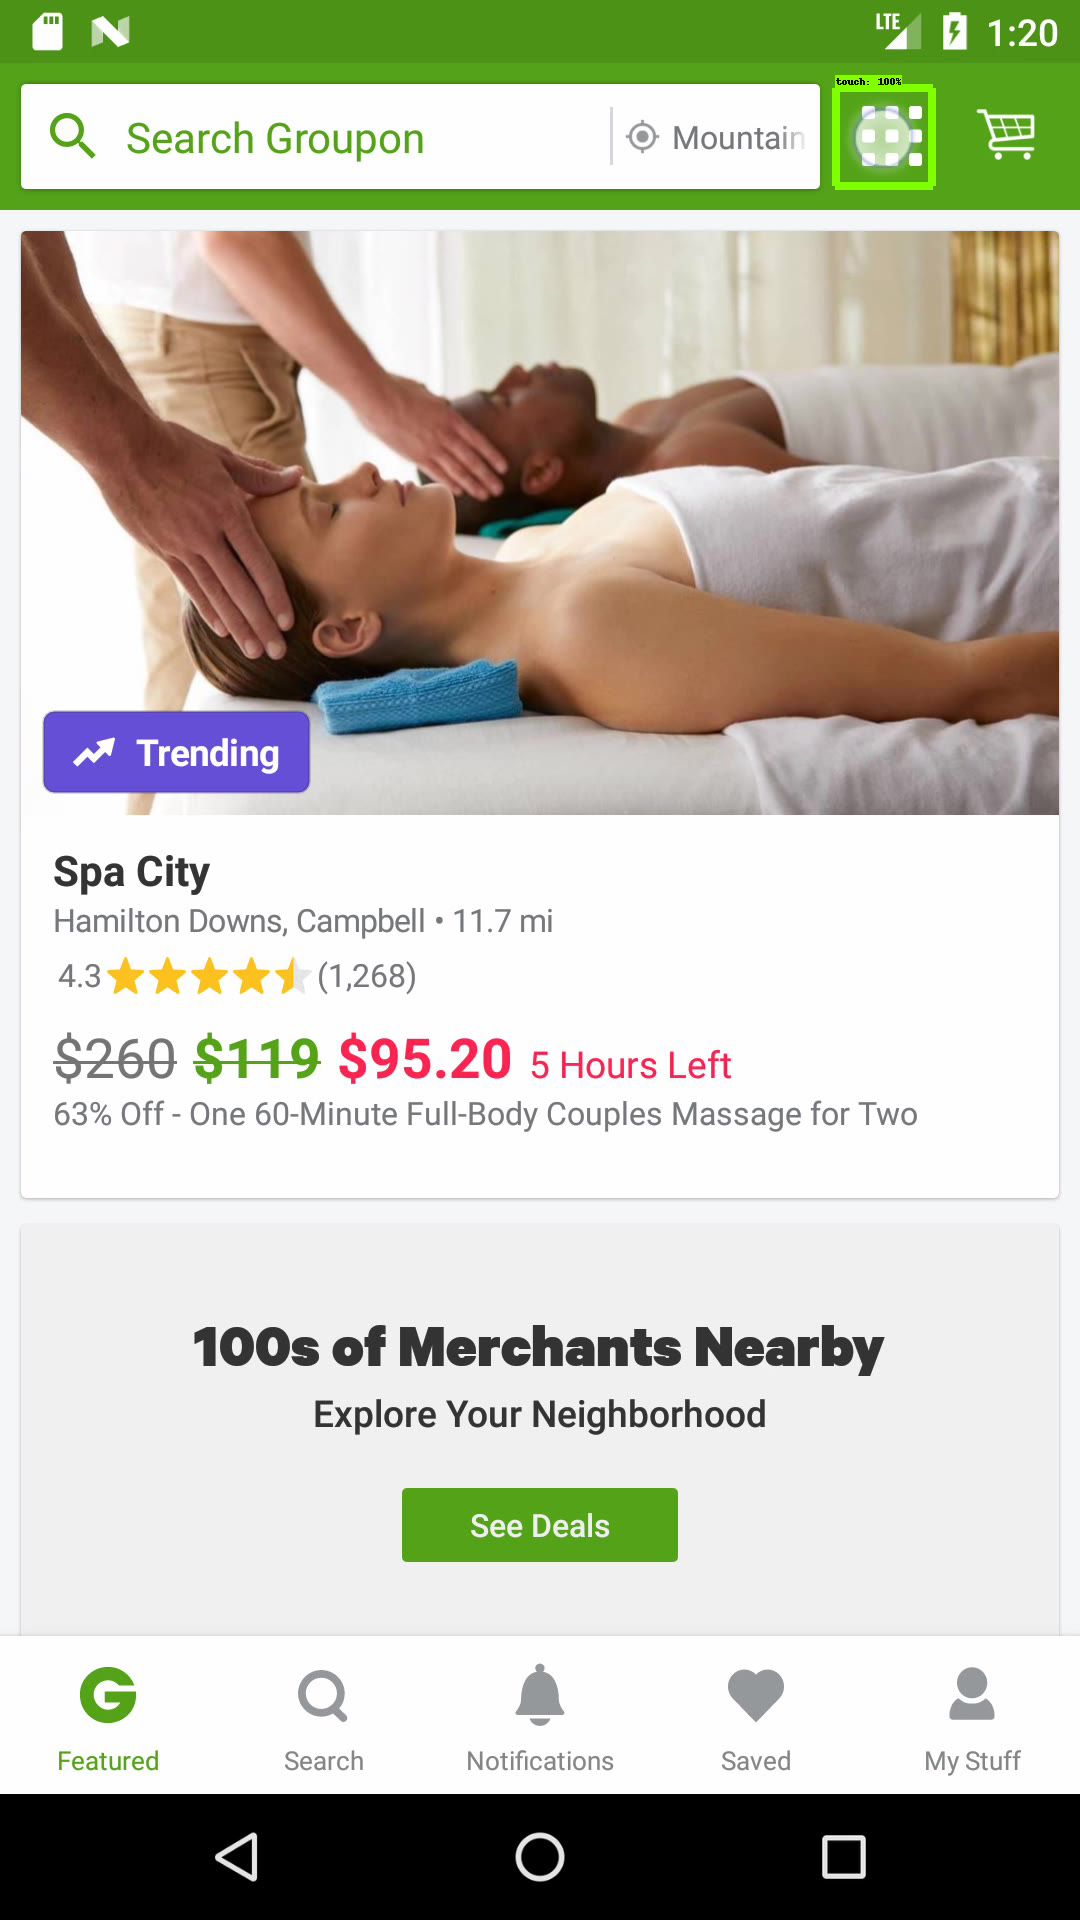 LTE
1:20
touch: 100%
Search Groupon
Mountain
Trending
Spa City
Hamilton Downs, Campbell • 11.7 mi
4.3 (1,268)
$260 $119 $95.20 5 Hours Left
63% Off - One 60-Minute Full-Body Couples Massage for Two
100s of Merchants Nearby
Explore Your Neighborhood
See Deals
Featured
Search
Notifications
Saved
My Stuff